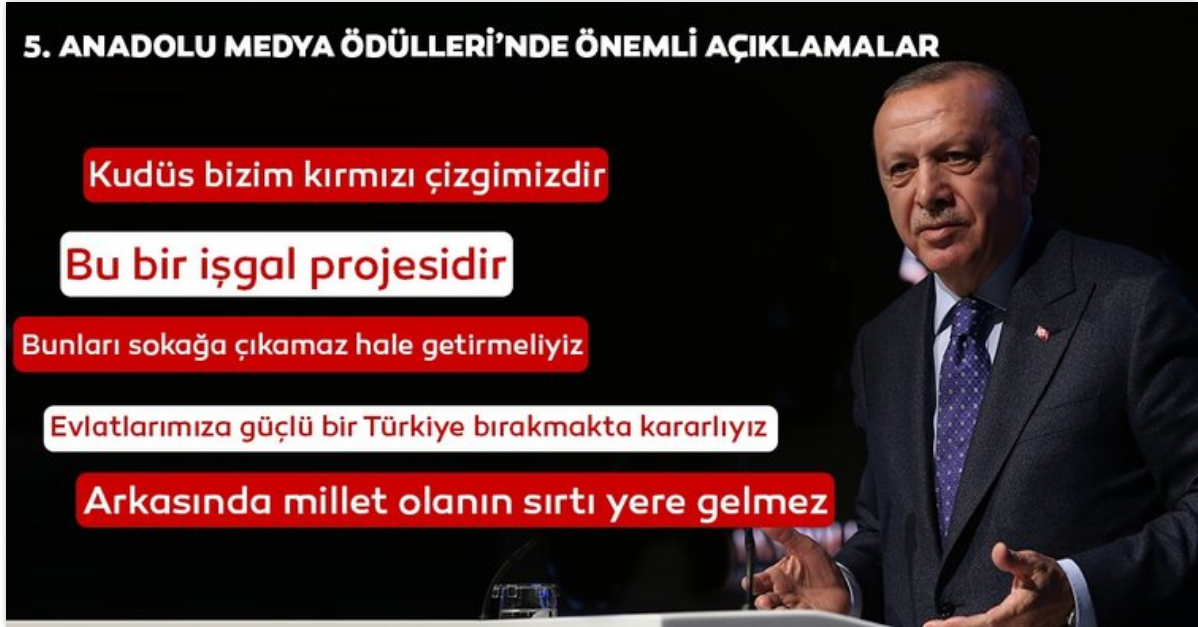 5. ANADOLU MEDYA ÖDÜLLERİ’NDE ÖNEMLİ AÇIKLAMALAR
Kudüs bizim kırmızı çizgimizdir
Bu bir işgal projesidir
Bunları sokağa çıkamaz hale getirmeliyiz
Evlatlarımıza güçlü bir Türkiye bırakmakta kararlıyız
Arkasında millet olanın sırtı yere gelmez